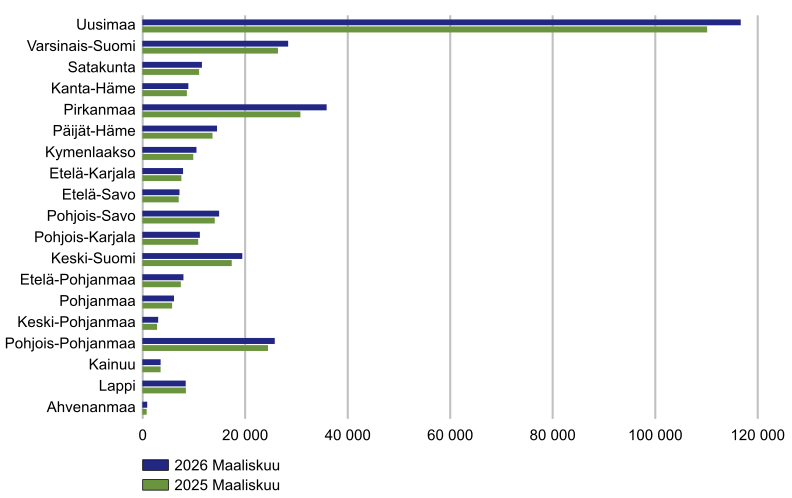 Uusimaa
Varsinais-Suomi
Satakunta
Kanta-Häme
Pirkanmaa
Päijät-Häme
Kymenlaakso
Etelä-Karjala
Etelä-Savo
Pohjois-Savo
Pohjois-Karjala
Keski-Suomi
Etelä-Pohjanmaa
Pohjanmaa
Keski-Pohjanmaa
Pohjois-Pohjanmaa
Kainuu
Lappi
Ahvenanmaa
0 20 000 40 000 60 000 80 000 100 000 120 000
2026 Maaliskuu
2025 Maaliskuu